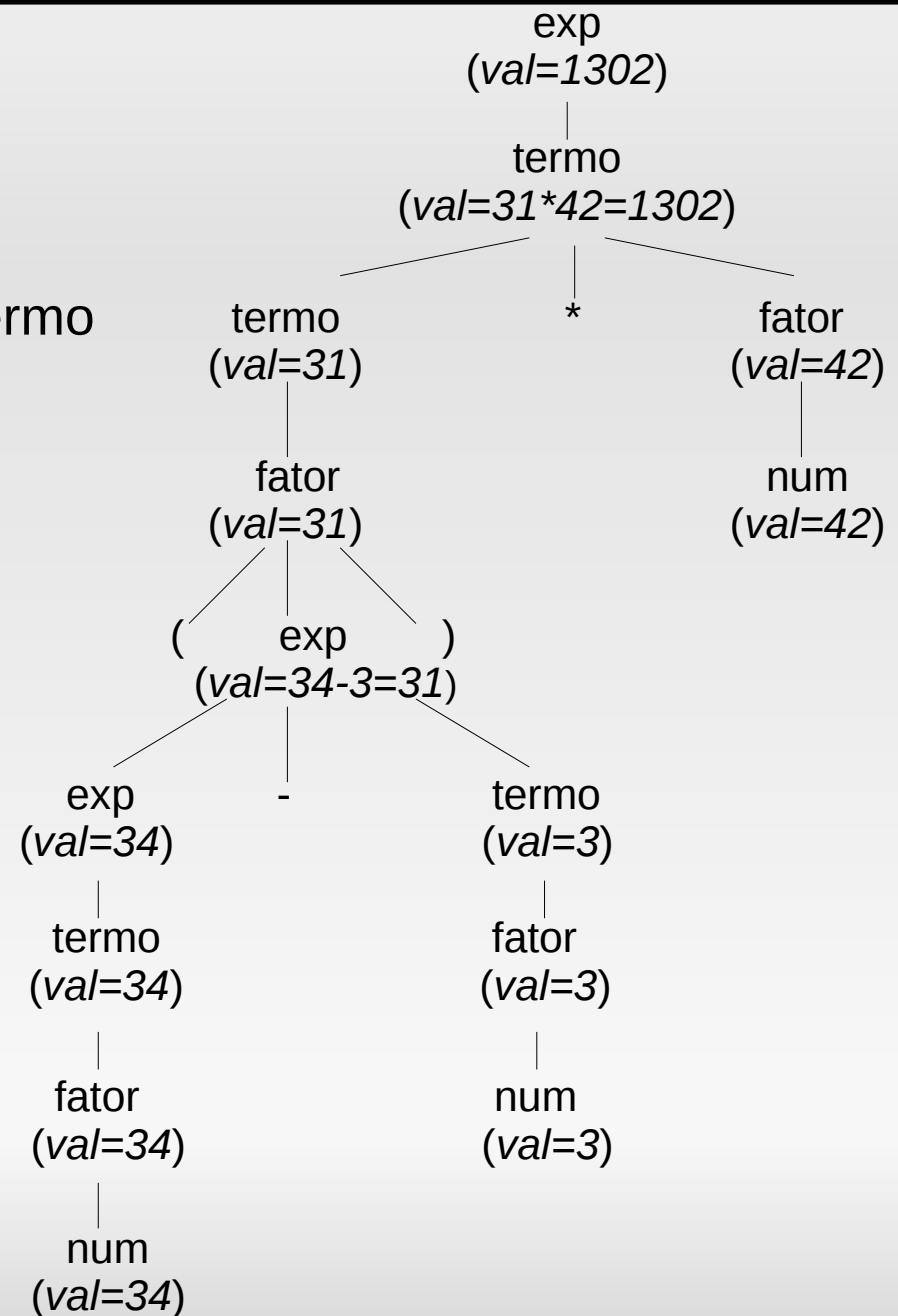 exp
(val=1302)
termo
(val=31*42=1302)
termo * fator
(val=31) (val=42)
fator num
(val=31) (val=42)
( exp )
(val=34-3=31)
exp - termo
(val=34) (val=3)
termo fator
(val=34) (val=3)
fator num
(val=34) (val=3)
num
(val=34)